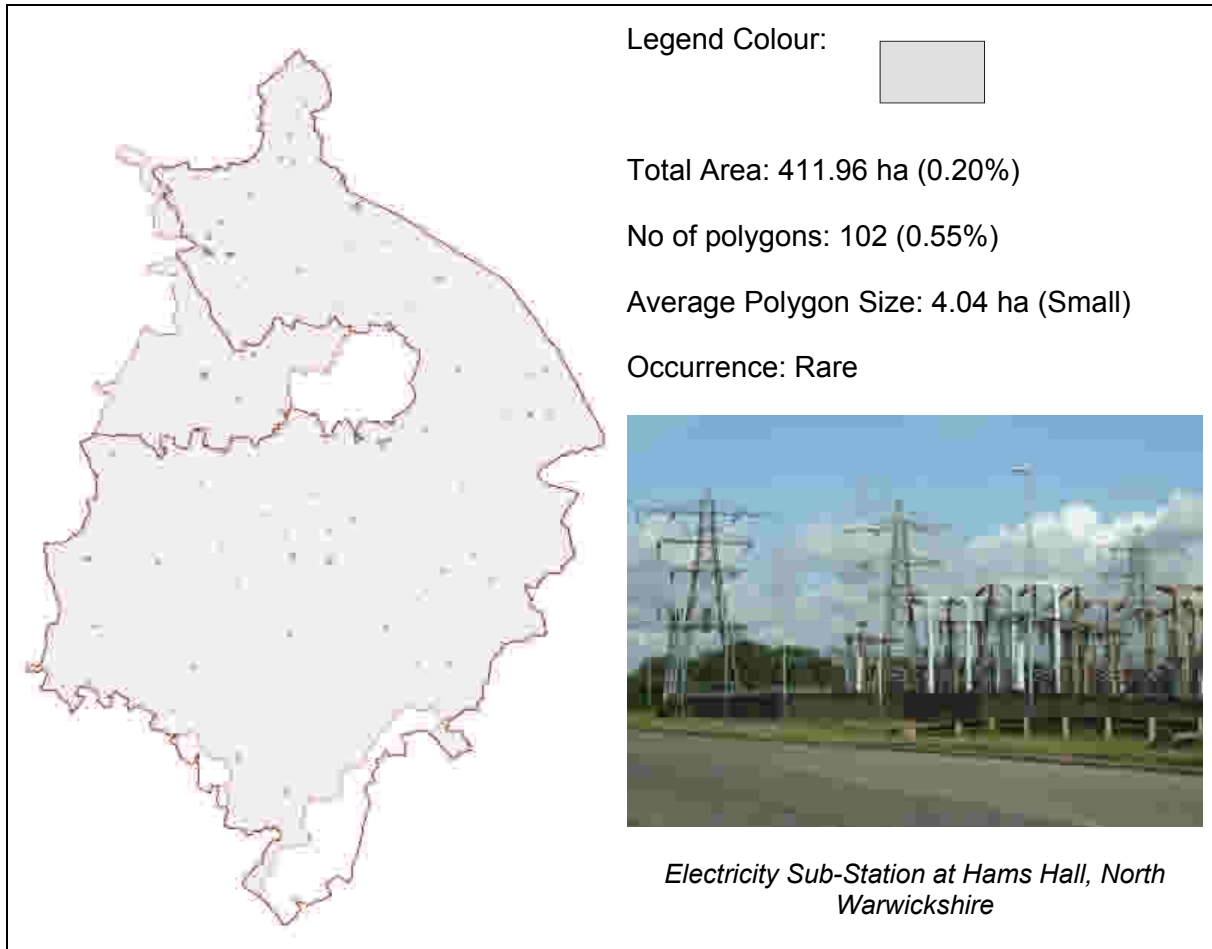 Legend Colour:
Total Area: 411.96 ha (0.20%)
No of polygons: 102 (0.55%)
Average Polygon Size: 4.04 ha (Small)
Occurrence: Rare
Electricity Sub-Station at Hams Hall, North
Warwickshire